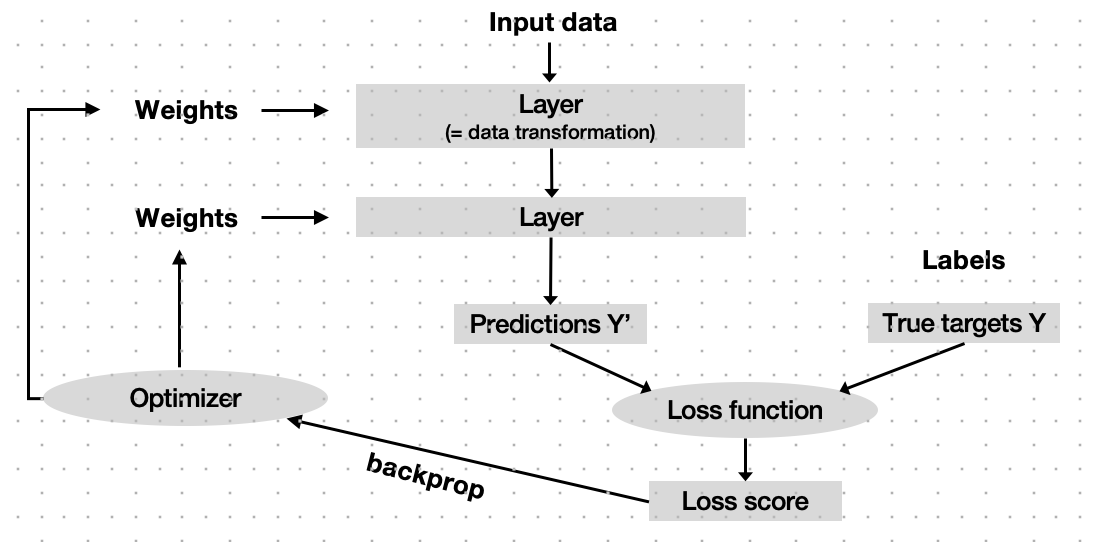 Input data
Weights
Layer
(= data transformation)
Weights
Layer
Labels
Predictions Y’
True targets Y
Optimizer
Loss function
backprop
Loss score